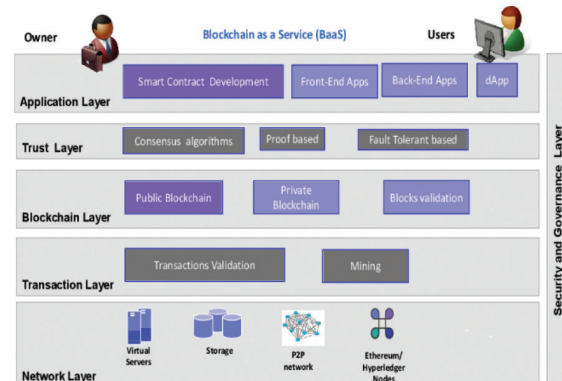 Owner
Blockchain as a Service (BaaS)
Users
Smart Contract Development
Front-End Apps
Back-End Apps
dApp
Application Layer
Trust Layer
Consensus algorithms
Proof based
Fault Tolerant based
Public Blockchain
Private
Blockchain
Blocks validation
Blockchain Layer
Transactions Validation
Mining
Transaction Layer
Virtual
Servers
Storage
P2P
network
Ethereum/
Hyperledger
Nodes
Network Layer
Security and Governance Layer